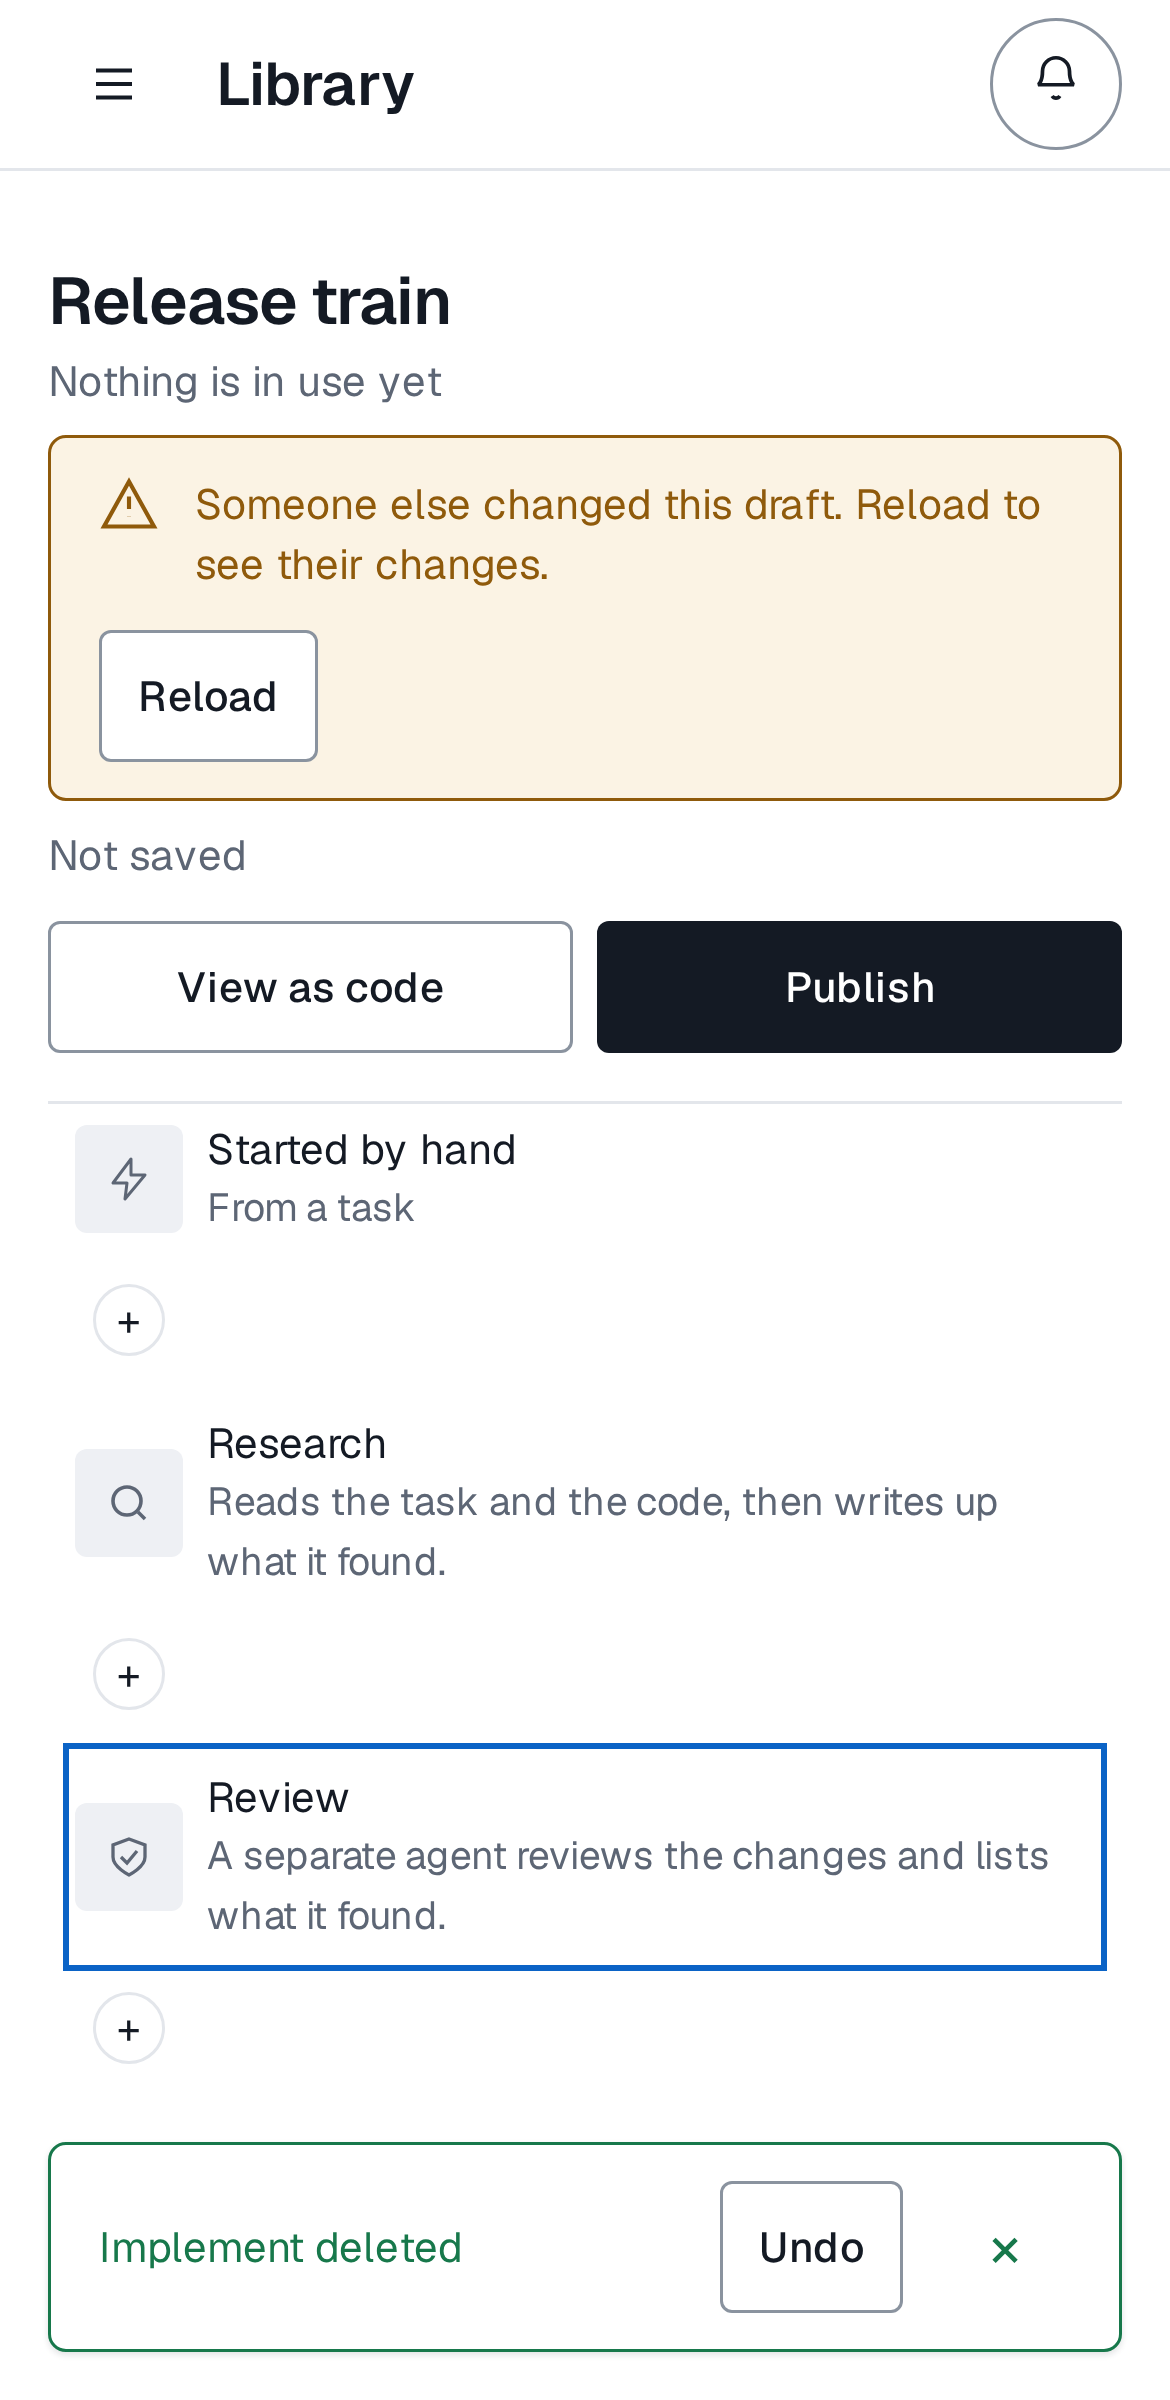 Library
Release train
Nothing is in use yet
Someone else changed this draft. Reload to
see their changes.
Reload
Not saved
View as code
Publish
Started by hand
From a task
+
Research
Reads the task and the code, then writes up
what it found.
+
Review
A separate agent reviews the changes and lists
what it found.
+
Implement deleted
Undo
×